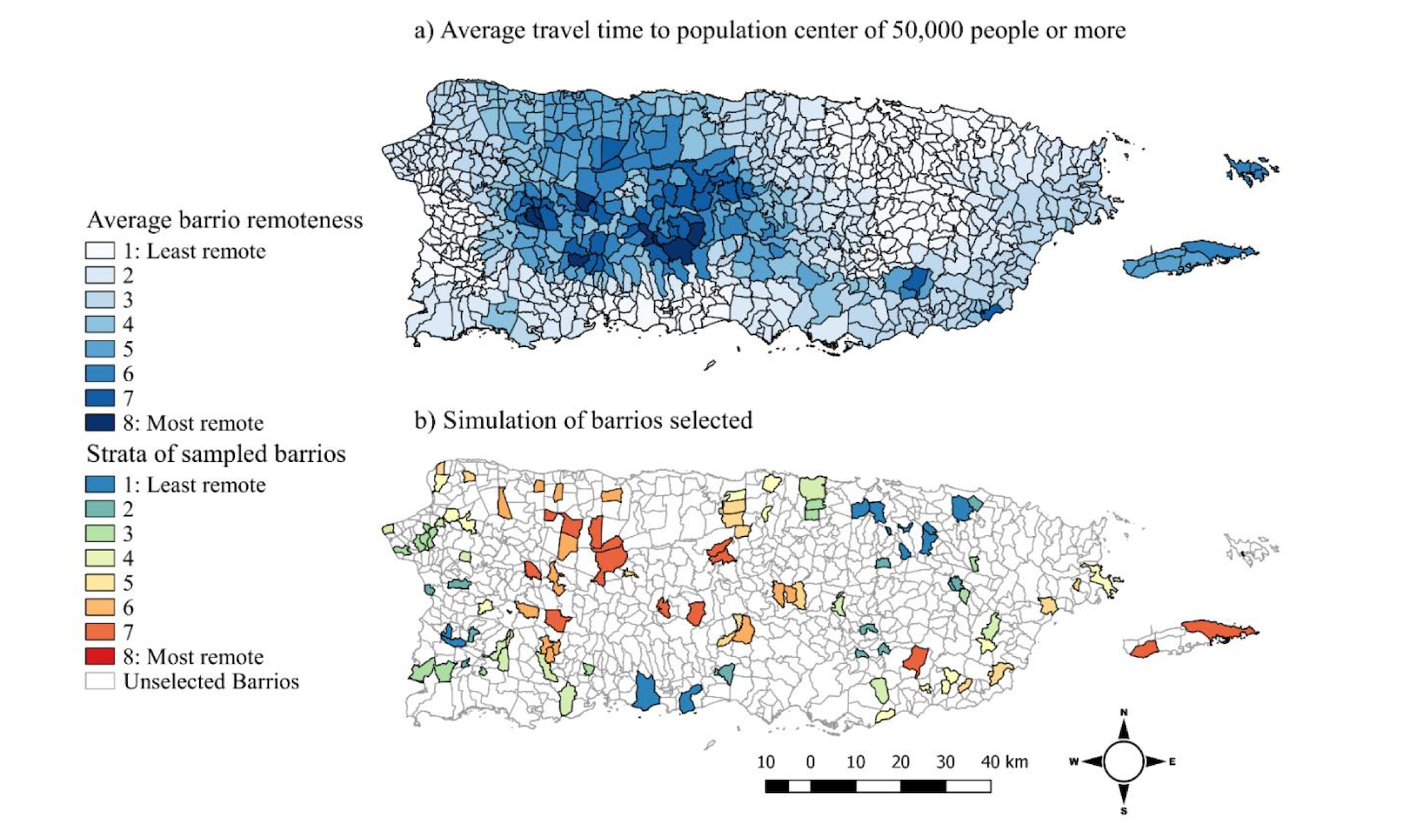 a) Average travel time to population center of 50,000 people or more
Average barrio remoteness
1: Least remote
2
3
4
5
6
7
8: Most remote
b) Simulation of barrios selected
Strata of sampled barrios
1: Least remote
2
3
4
5
6
7
8: Most remote
Unselected Barrios
10 0 10 20 30 40 km
N
W E
S